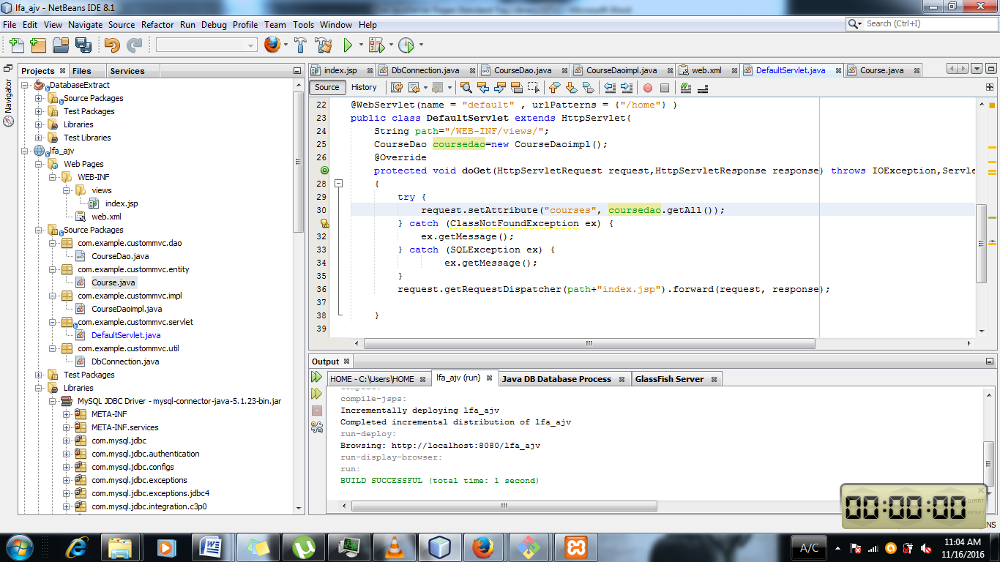 lfa_ajv - NetBeans IDE 8.1
File Edit View Navigate Source Refactor Run Debug Profile Team Tools Window Help
Search (Ctrl+I)
Navigator
Projects Files Services
DatabaseExtract
Source Packages
Test Packages
Libraries
Test Libraries
lfa_ajv
Web Pages
WEB-INF
views
index.jsp
web.xml
Source Packages
com.example.custommvc.dao
CourseDao.java
com.example.custommvc.entity
Course.java
com.example.custommvc.impl
CourseDaoimpl.java
com.example.custommvc.servlet
DefaultServlet.java
com.example.custommvc.util
DbConnection.java
Test Packages
Libraries
MySQL JDBC Driver - mysql-connector-java-5.1.23-bin.jar
META-INF
META-INF.services
com.mysql.jdbc
com.mysql.jdbc.authentication
com.mysql.jdbc.configs
com.mysql.jdbc.exceptions
com.mysql.jdbc.exceptions.jdbc4
com.mysql.jdbc.integration.c3p0
index.jsp DbConnection.java CourseDao.java CourseDaoimpl.java web.xml DefaultServlet.java Course.java
Source History
22 @WebServlet(name = "default" , urlPatterns = {"/home"} )
23 public class DefaultServlet extends HttpServlet{
24 String path="/WEB-INF/views/";
25 CourseDao coursedao=new CourseDaoimpl();
26 @Override
protected void doGet(HttpServletRequest request,HttpServletResponse response) throws IOException,Servle
28 {
29 try {
30 request.setAttribute("courses", coursedao.getAll());
} catch (ClassNotFoundException ex) {
32 ex.getMessage();
33 } catch (SQLException ex) {
34 ex.getMessage();
35 }
36 request.getRequestDispatcher(path+"index.jsp").forward(request, response);
37
38 }
39
Output
HOME - C:\Users\HOME lfa_ajv (run) Java DB Database Process GlassFish Server
compile-jsps:
Incrementally deploying lfa_ajv
Completed incremental distribution of lfa_ajv
run-deploy:
Browsing: http://localhost:8080/lfa_ajv
run-display-browser:
run:
BUILD SUCCESSFUL (total time: 1 second)
00:00:00
START
RESET
A/C
11:04 AM
11/16/2016